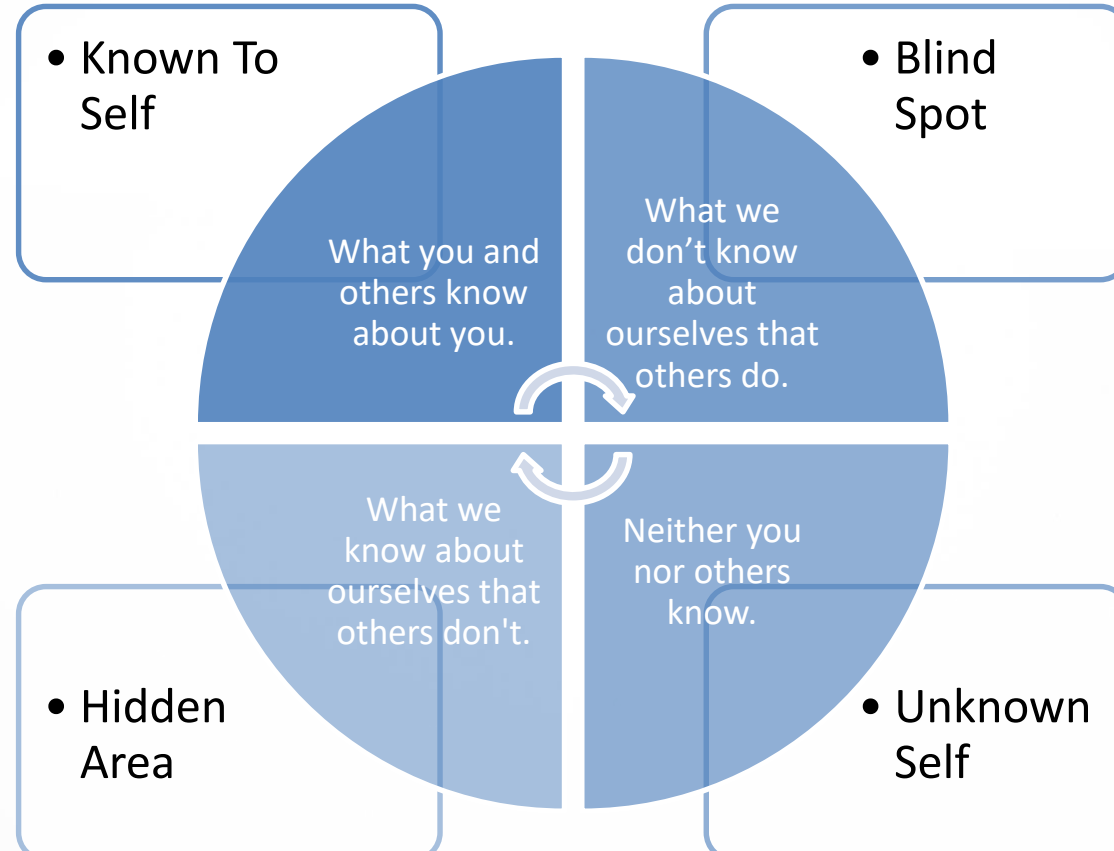 • Known To
Self
• Blind
Spot
What you and
others know
about you.
What we
don’t know
about
ourselves that
others do.
What we
know about
ourselves that
others don't.
Neither you
nor others
know.
• Hidden
Area
• Unknown
Self